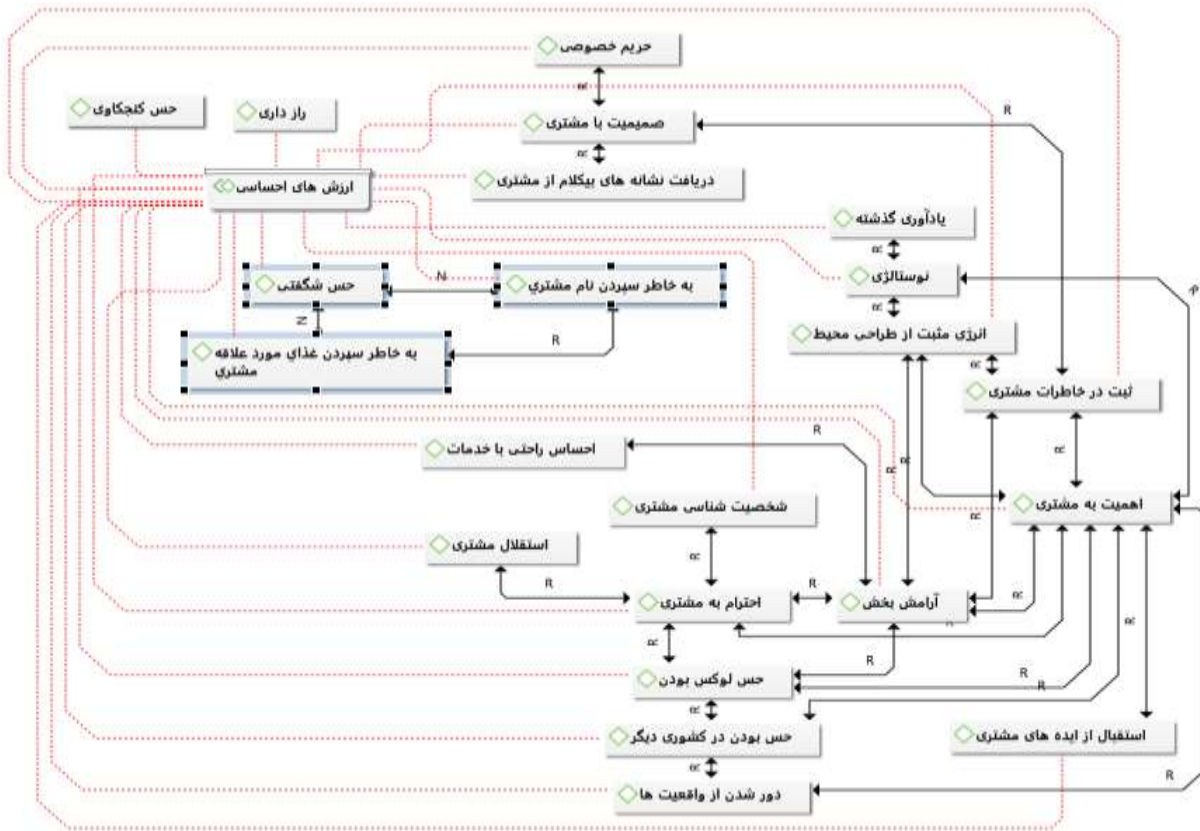 حریم خصوصی
حس کنجکاوی
راز داری
صمیمیت با مشتری
R
R
R
دریافت نشانه های بیکلام از مشتری
ارزش های احساسی
یادآوری گذشته
R
نوستالژی
R
حس شگفتی
N
به خاطر سپردن نام مشتري
R
N
انرژی مثبت از طراحی محیط
R
به خاطر سپردن غذاي مورد علاقه
مشتري
R
ثبت در خاطرات مشتری
احساس راحتی با خدمات
R
R
R
R
شخصیت شناسی مشتری
اهمیت به مشتری
R
استقلال مشتری
R
R
R
احترام به مشتری
آرامش بخش
R
R
R
R
حس لوکس بودن
R
R
R
حس بودن در کشوری دیگر
استقبال از ایده های مشتری
R
R
دور شدن از واقعیت ها